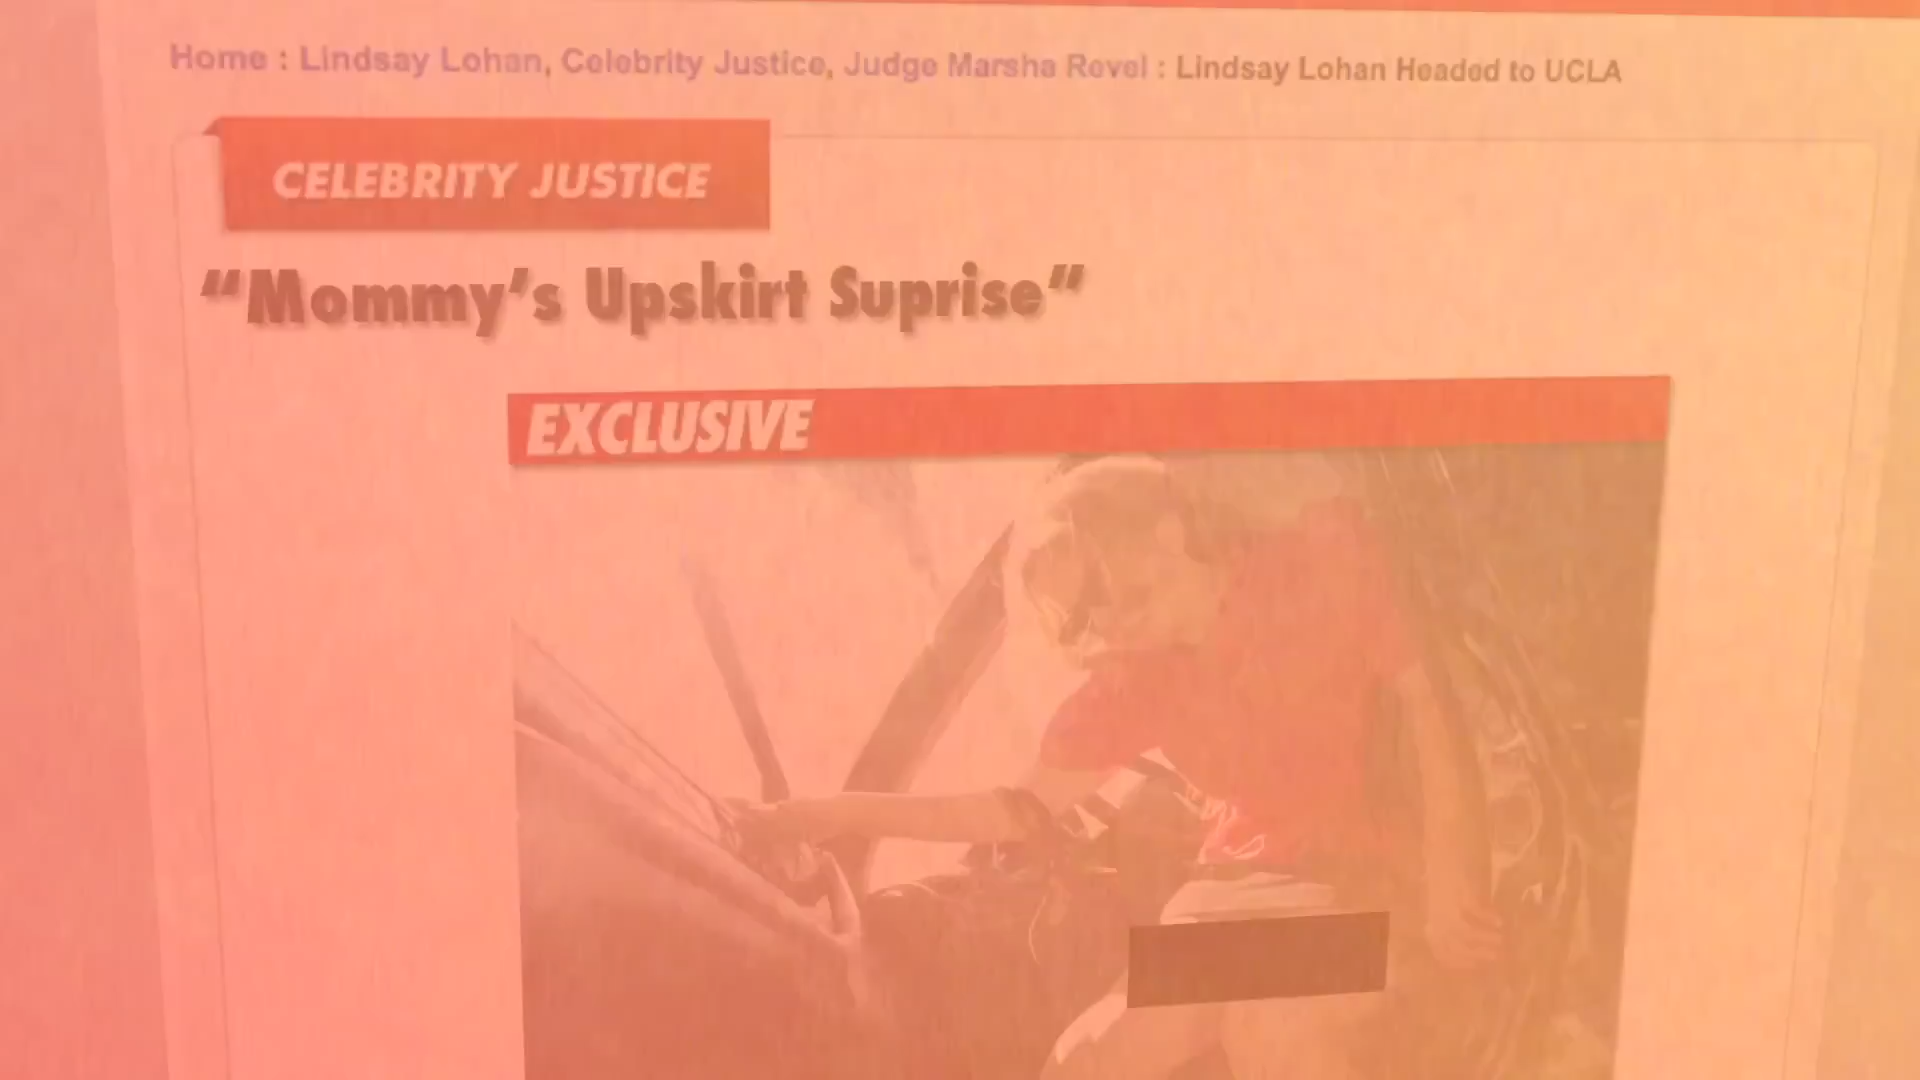 Home : Lindsay Lohan, Celebrity Justice, Judge Marsha Revel : Lindsay Lohan Headed to UCLA
CELEBRITY JUSTICE
“Mommy’s Upskirt Suprise”
EXCLUSIVE